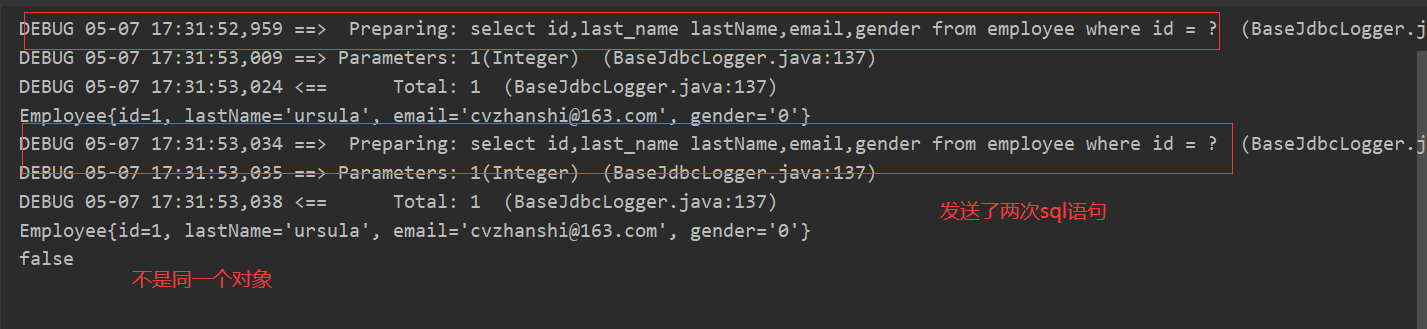 DEBUG 05-07 17:31:52,959 ==>  Preparing: select id,last_name lastName,email,gender from employee where id = ?  (BaseJdbcLogger.j
DEBUG 05-07 17:31:53,009 ==> Parameters: 1(Integer)  (BaseJdbcLogger.java:137)
DEBUG 05-07 17:31:53,024 <==      Total: 1  (BaseJdbcLogger.java:137)
Employee{id=1, lastName='ursula', email='cvzhanshi@163.com', gender='0'}
DEBUG 05-07 17:31:53,034 ==>  Preparing: select id,last_name lastName,email,gender from employee where id = ?  (BaseJdbcLogger.j
DEBUG 05-07 17:31:53,035 ==> Parameters: 1(Integer)  (BaseJdbcLogger.java:137)
DEBUG 05-07 17:31:53,038 <==      Total: 1  (BaseJdbcLogger.java:137)
发送了两次sql语句
Employee{id=1, lastName='ursula', email='cvzhanshi@163.com', gender='0'}
false
不是同一个对象